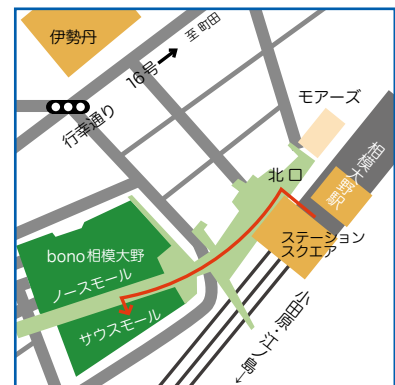 伊勢丹
至 町田
16号
行幸通り
モアーズ
相模大野駅
北口
ステーション
スクエア
bono相模大野
ノースモール
サウスモール
小田原・江ノ島→